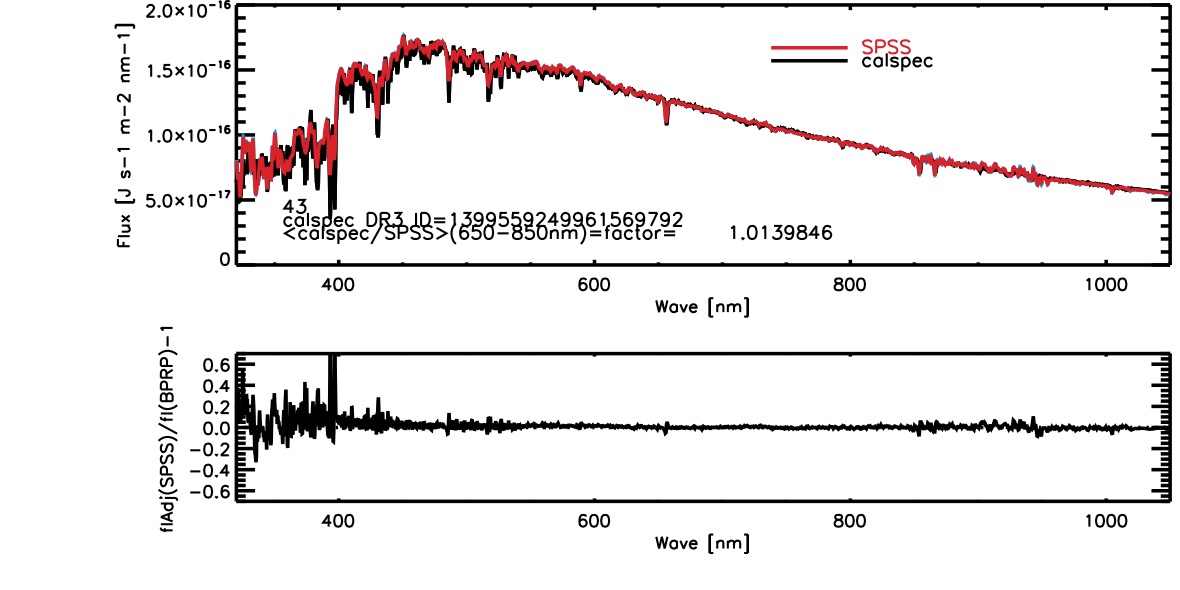 2.0×10−16
1.5×10−16
1.0×10−16
5.0×10−17
0
Flux [J s−1 m−2 nm−1]
SPSS
calspec
43
calspec DR3 ID=1399559249961569792
<calspec/SPSS>(650−850nm)=factor= 1.0139846
400 600 800 1000
Wave [nm]
flAdj(SPSS)/fl(BPRP)−1
0.6
0.4
0.2
0.0
−0.2
−0.4
−0.6
400 600 800 1000
Wave [nm]